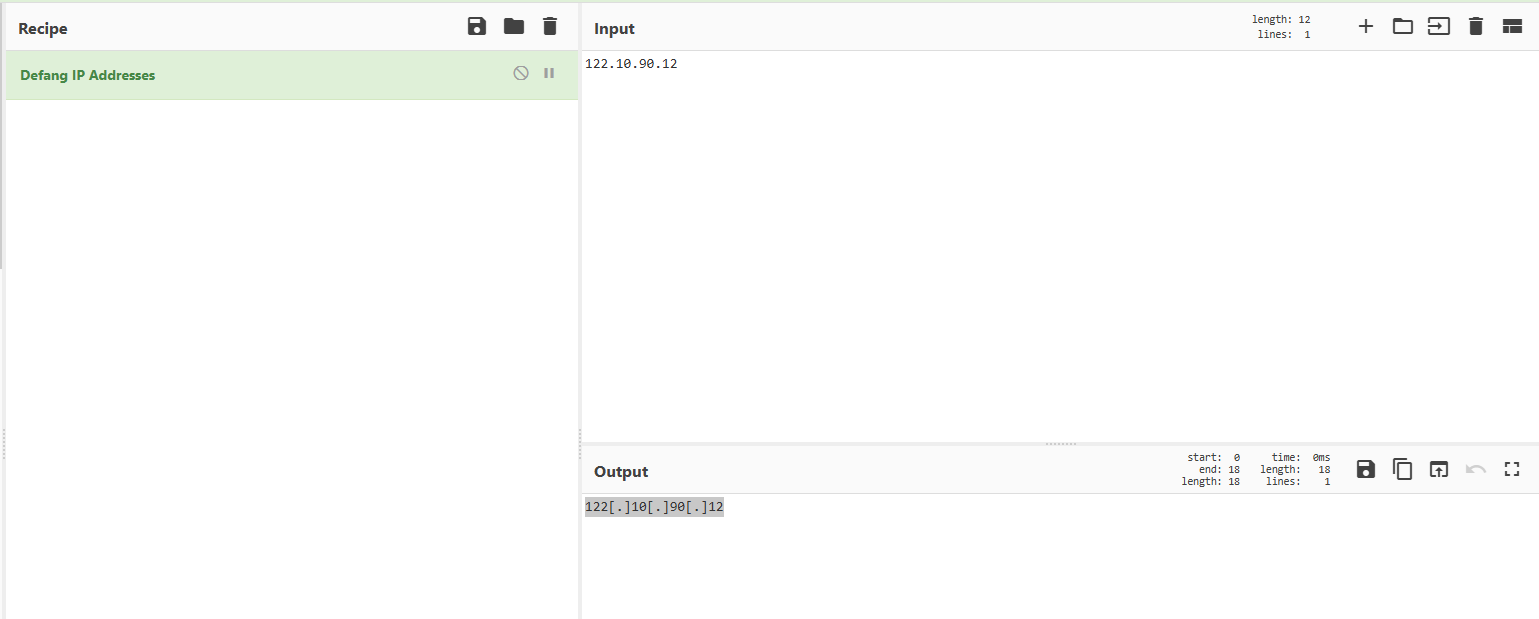 Recipe
Defang IP Addresses
Input
length: 12
lines: 1
122.10.90.12
Output
start: 0 time: 0ms
end: 18 length: 18
length: 18 lines: 1
122[.]10[.]90[.]12